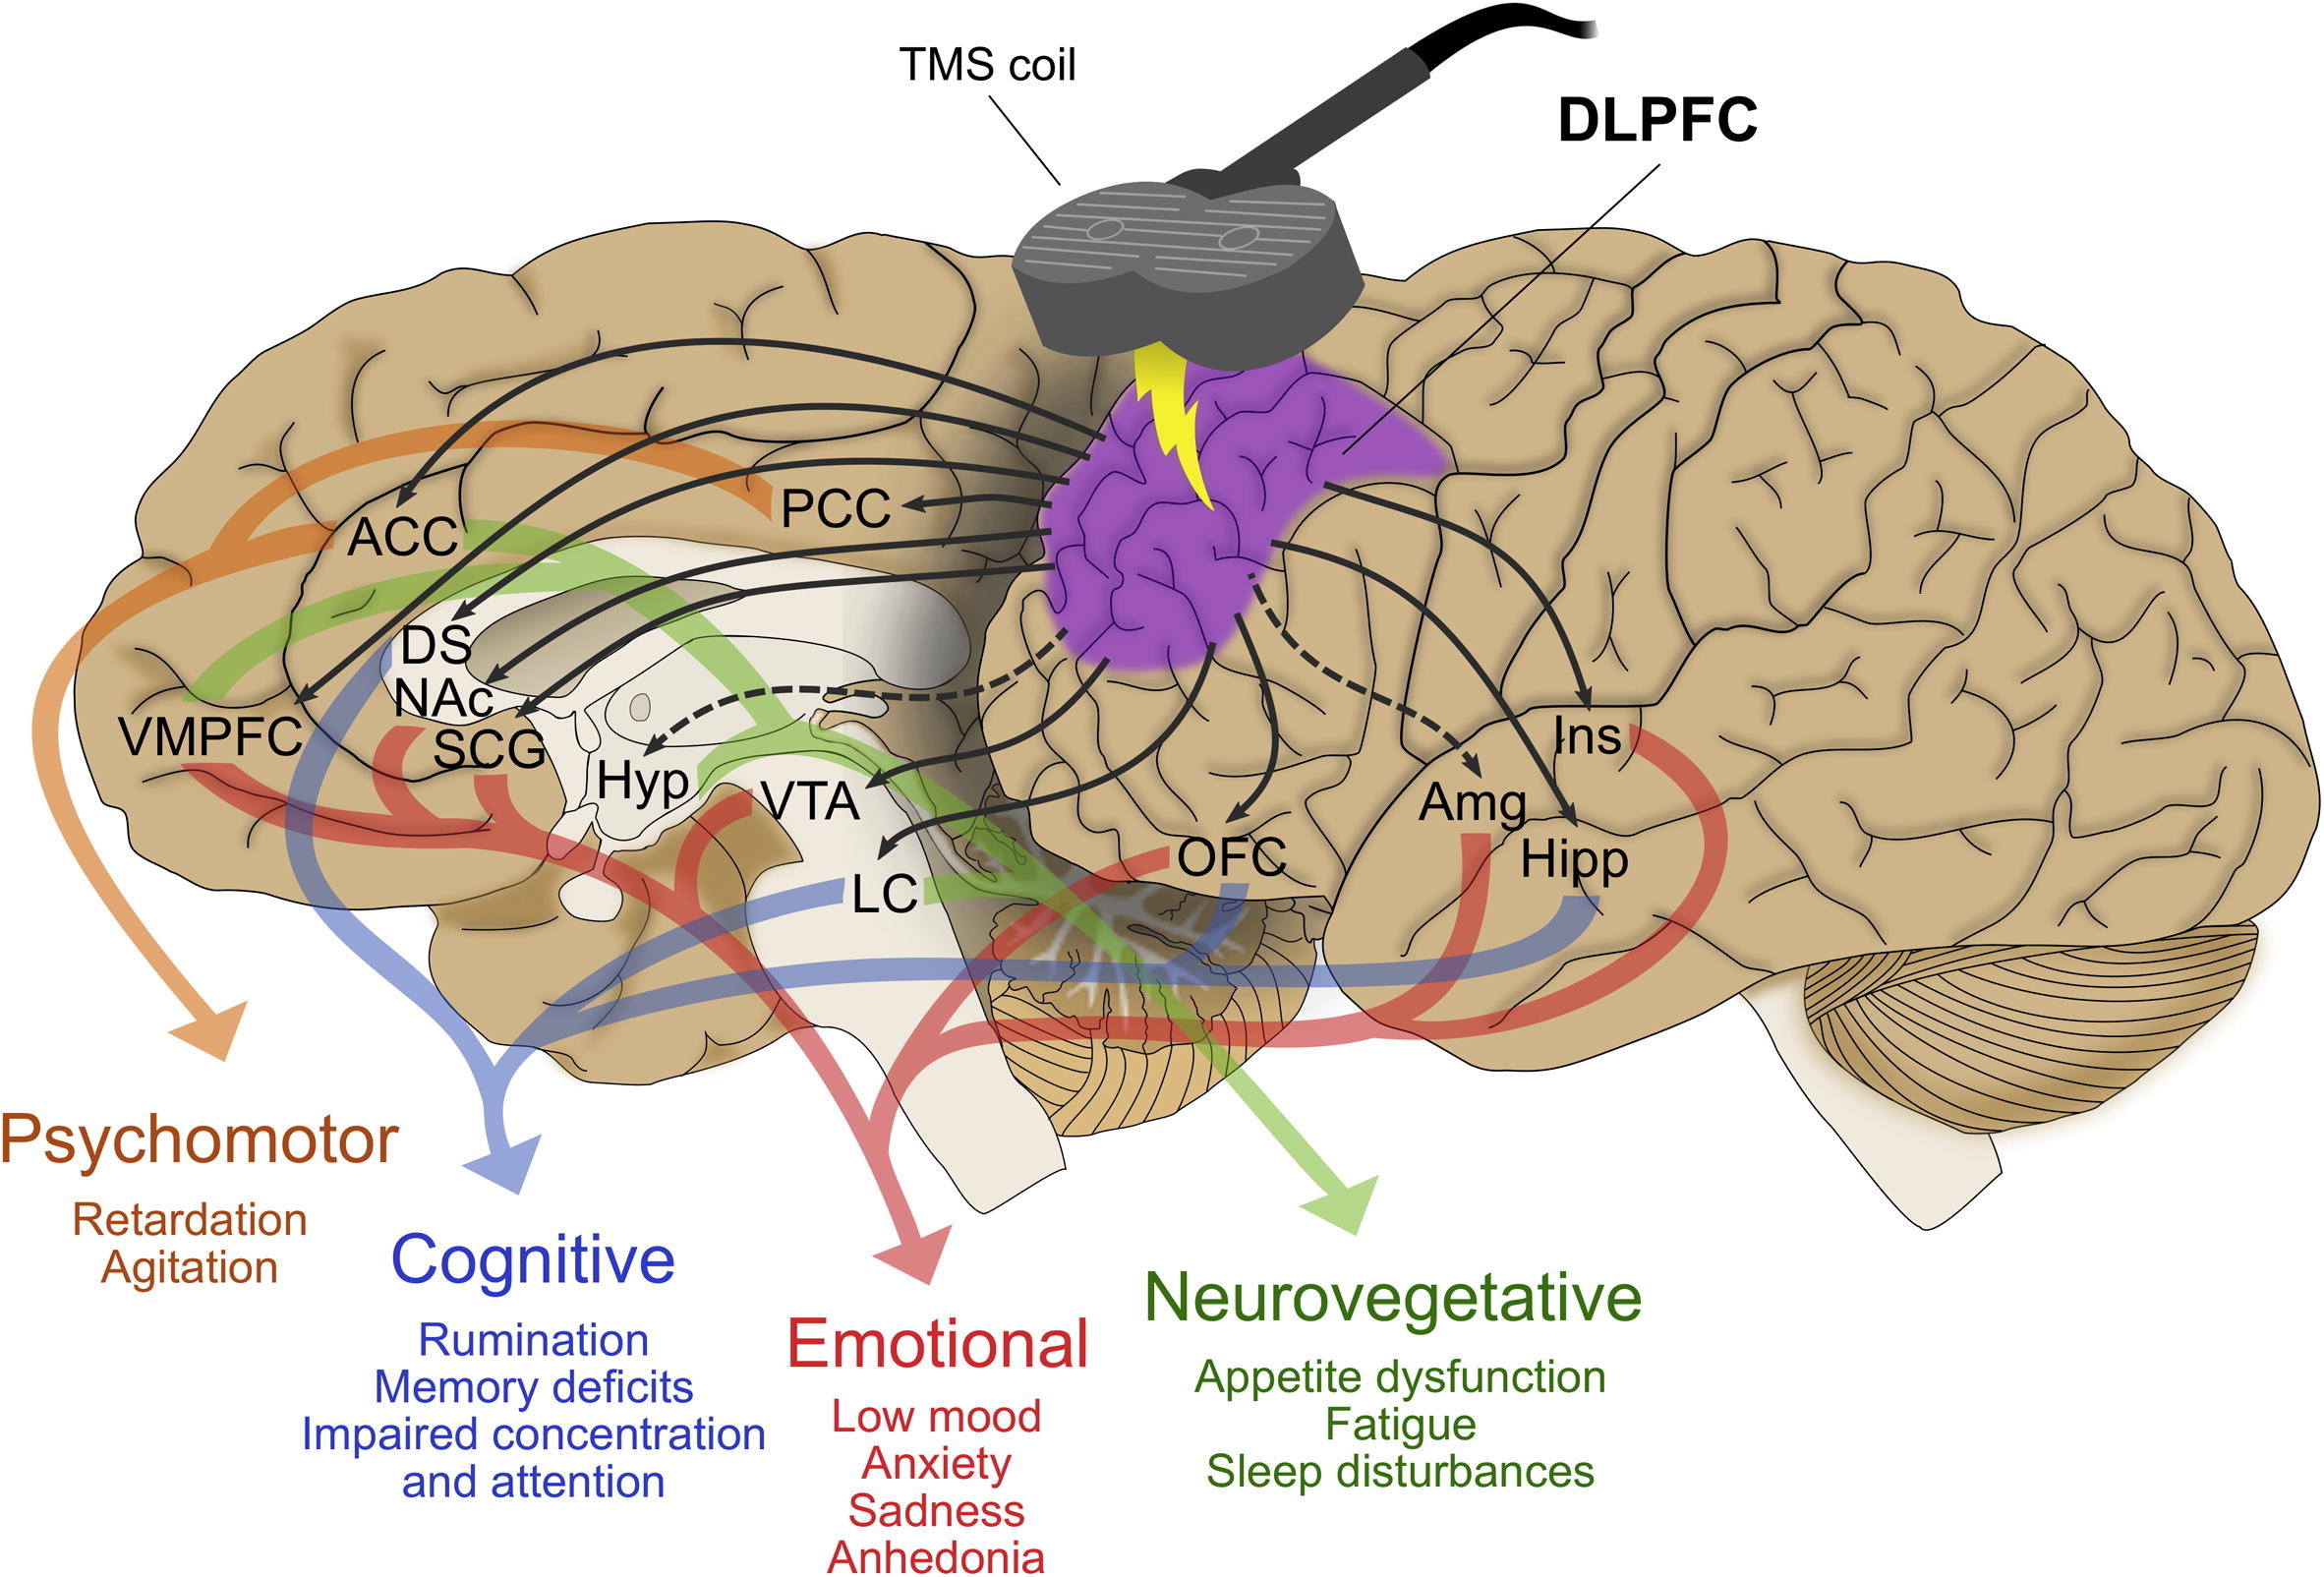 TMS coil
DLPFC
PCC
ACC
DS
NAc
VMPFC
SCG
Hyp
VTA
LC
OFC
Ins
Amg
Hipp
Psychomotor
Retardation
Agitation
Cognitive
Rumination
Memory deficits
Impaired concentration
and attention
Emotional
Low mood
Anxiety
Sadness
Anhedonia
Neurovegetative
Appetite dysfunction
Fatigue
Sleep disturbances